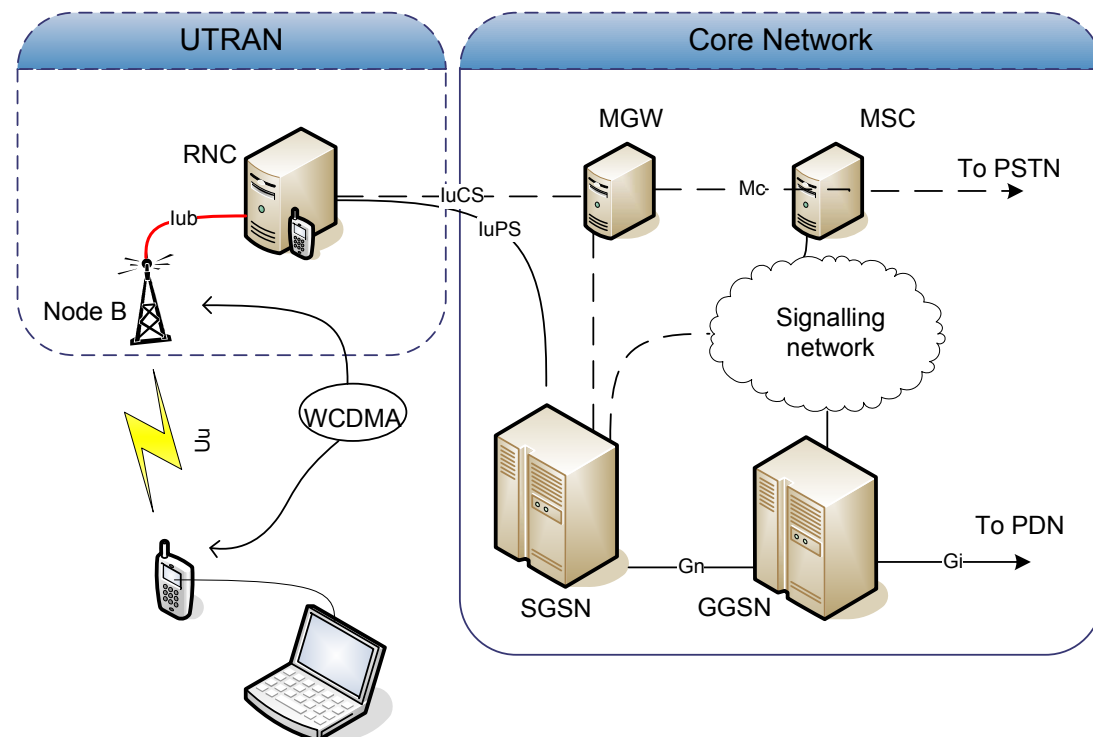 UTRAN
Core Network
RNC
MGW
MSC
To PSTN
IuCS
Mc
IuPS
Iub
Node B
Signalling
network
WCDMA
Uu
To PDN
Gn
Gi
SGSN
GGSN